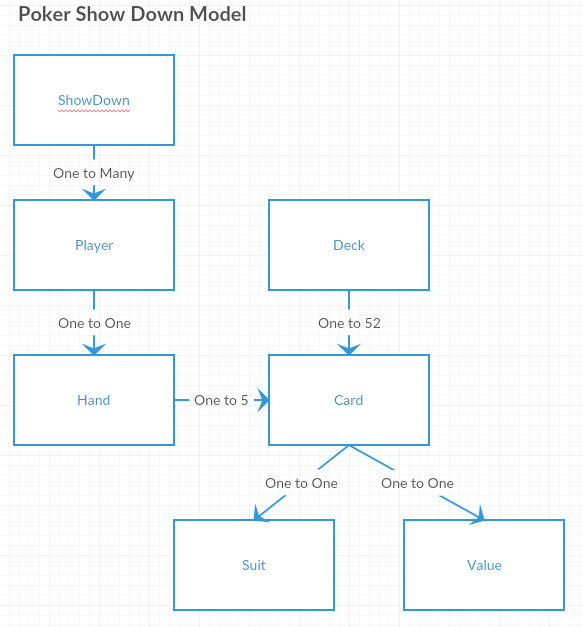 Poker Show Down Model
ShowDown
One to Many
Player
Deck
One to One
One to 52
Hand
One to 5
Card
One to One
One to One
Suit
Value